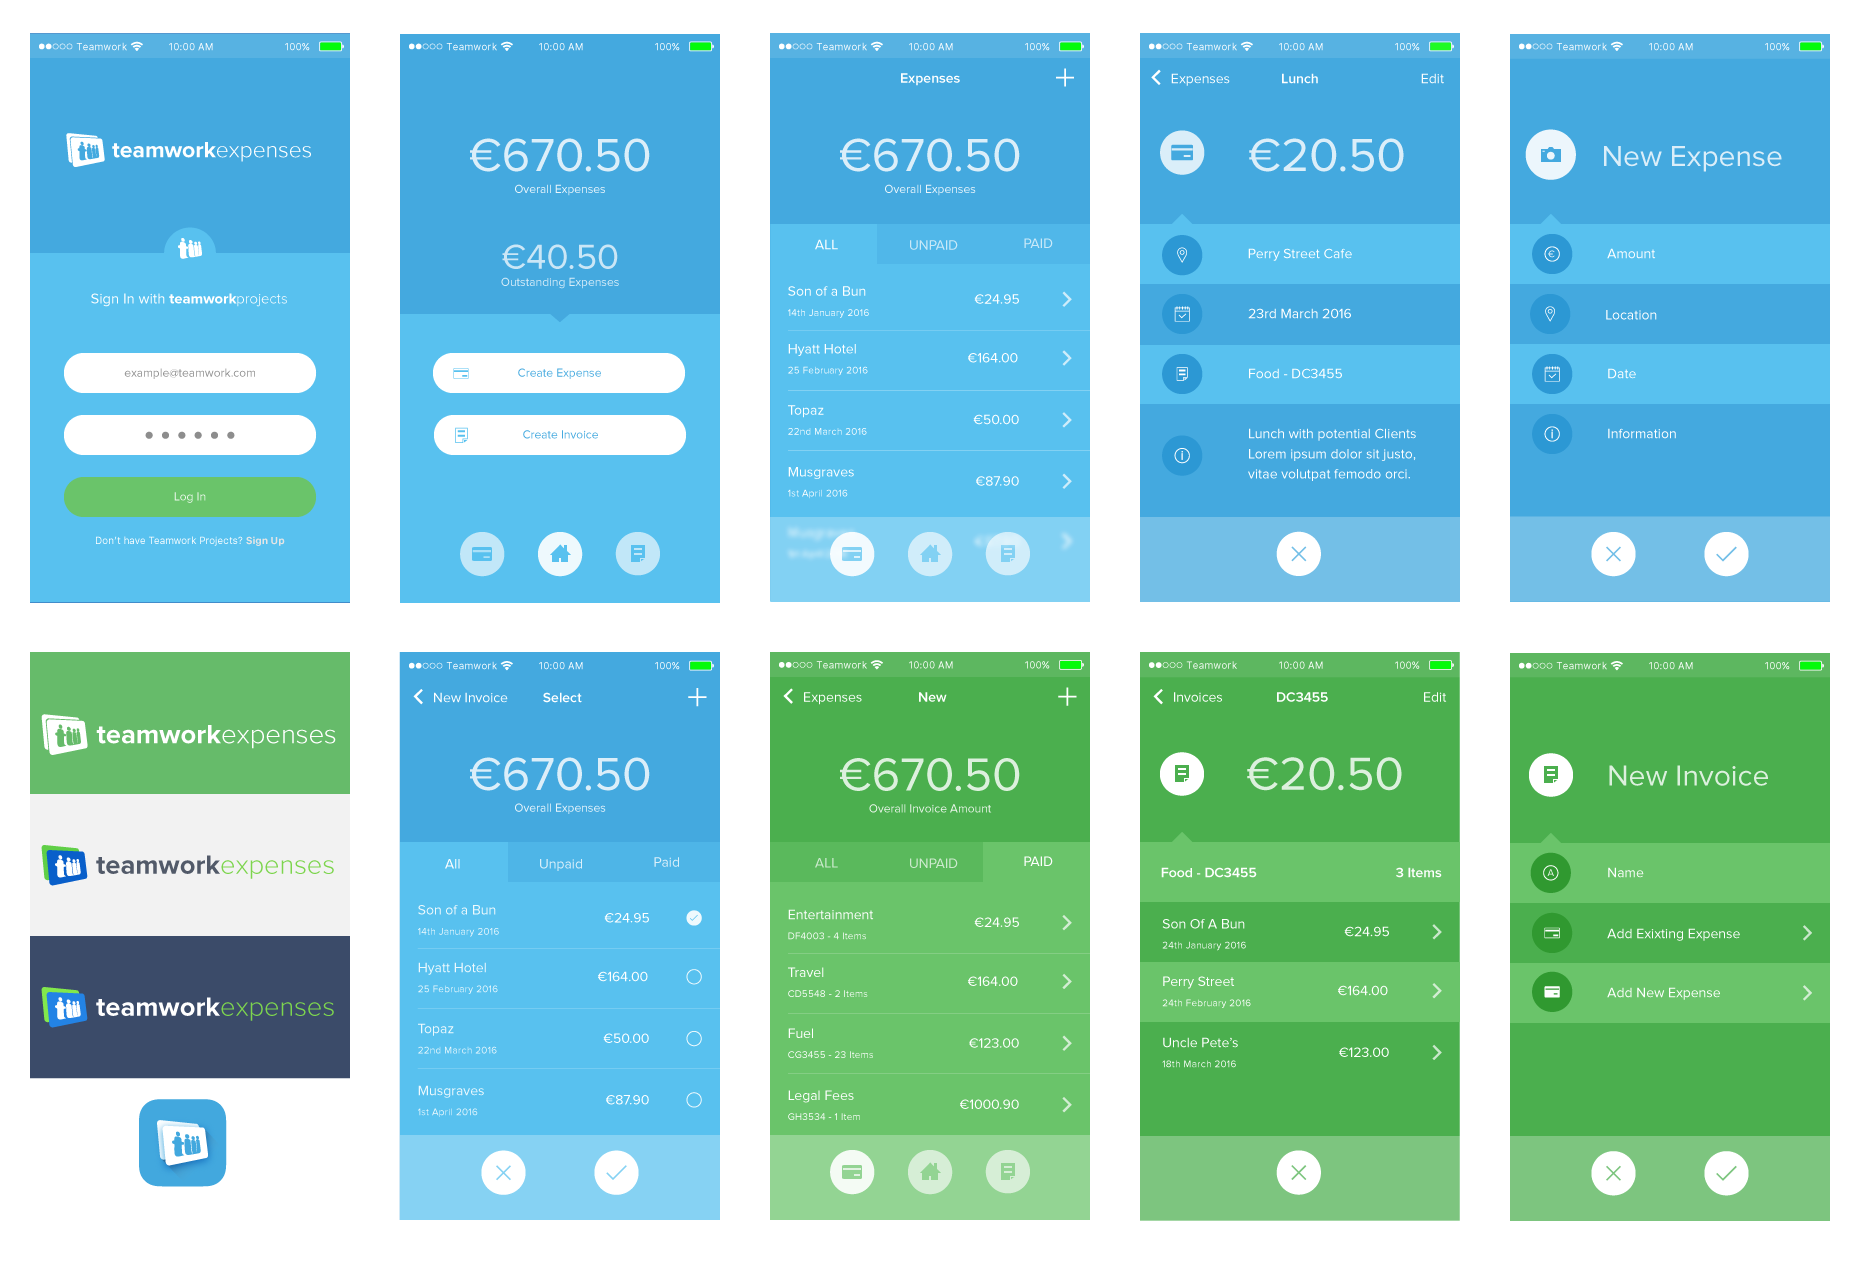 Teamwork 10:00 AM 100%
teamworkexpenses
Sign In with teamworkprojects
example@teamwork.com
Log In
Don't have Teamwork Projects? Sign Up
Teamwork 10:00 AM 100%
€670.50
Overall Expenses
€40.50
Outstanding Expenses
Create Expense
Create Invoice
Teamwork 10:00 AM 100%
Expenses
€670.50
Overall Expenses
ALL UNPAID PAID
Son of a Bun €24.95
14th January 2016
Hyatt Hotel €164.00
25 February 2016
Topaz €50.00
22nd March 2016
Musgraves €87.90
1st April 2016
Teamwork 10:00 AM 100%
Expenses Lunch Edit
€20.50
Perry Street Cafe
23rd March 2016
Food - DC3455
Lunch with potential Clients
Lorem ipsum dolor sit justo,
vitae volutpat femodo orci.
Teamwork 10:00 AM 100%
New Expense
€ Amount
Location
Date
Information
teamworkexpenses
teamworkexpenses
teamworkexpenses
Teamwork 10:00 AM 100%
New Invoice Select
€670.50
Overall Expenses
All Unpaid Paid
Son of a Bun €24.95
14th January 2016
Hyatt Hotel €164.00
25 February 2016
Topaz €50.00
22nd March 2016
Musgraves €87.90
1st April 2016
Teamwork 10:00 AM 100%
Expenses New
€670.50
Overall Invoice Amount
ALL UNPAID PAID
Entertainment €24.95
DF4003 - 4 Items
Travel €164.00
CD5548 - 2 Items
Fuel €123.00
CG3455 - 23 Items
Legal Fees €1000.90
GH3534 - 1 Item
Teamwork 10:00 AM 100%
Invoices DC3455 Edit
€20.50
Food - DC3455 3 Items
Son Of A Bun €24.95
24th January 2016
Perry Street €164.00
24th February 2016
Uncle Pete's €123.00
18th March 2016
Teamwork 10:00 AM 100%
New Invoice
A Name
Add Exixting Expense
Add New Expense